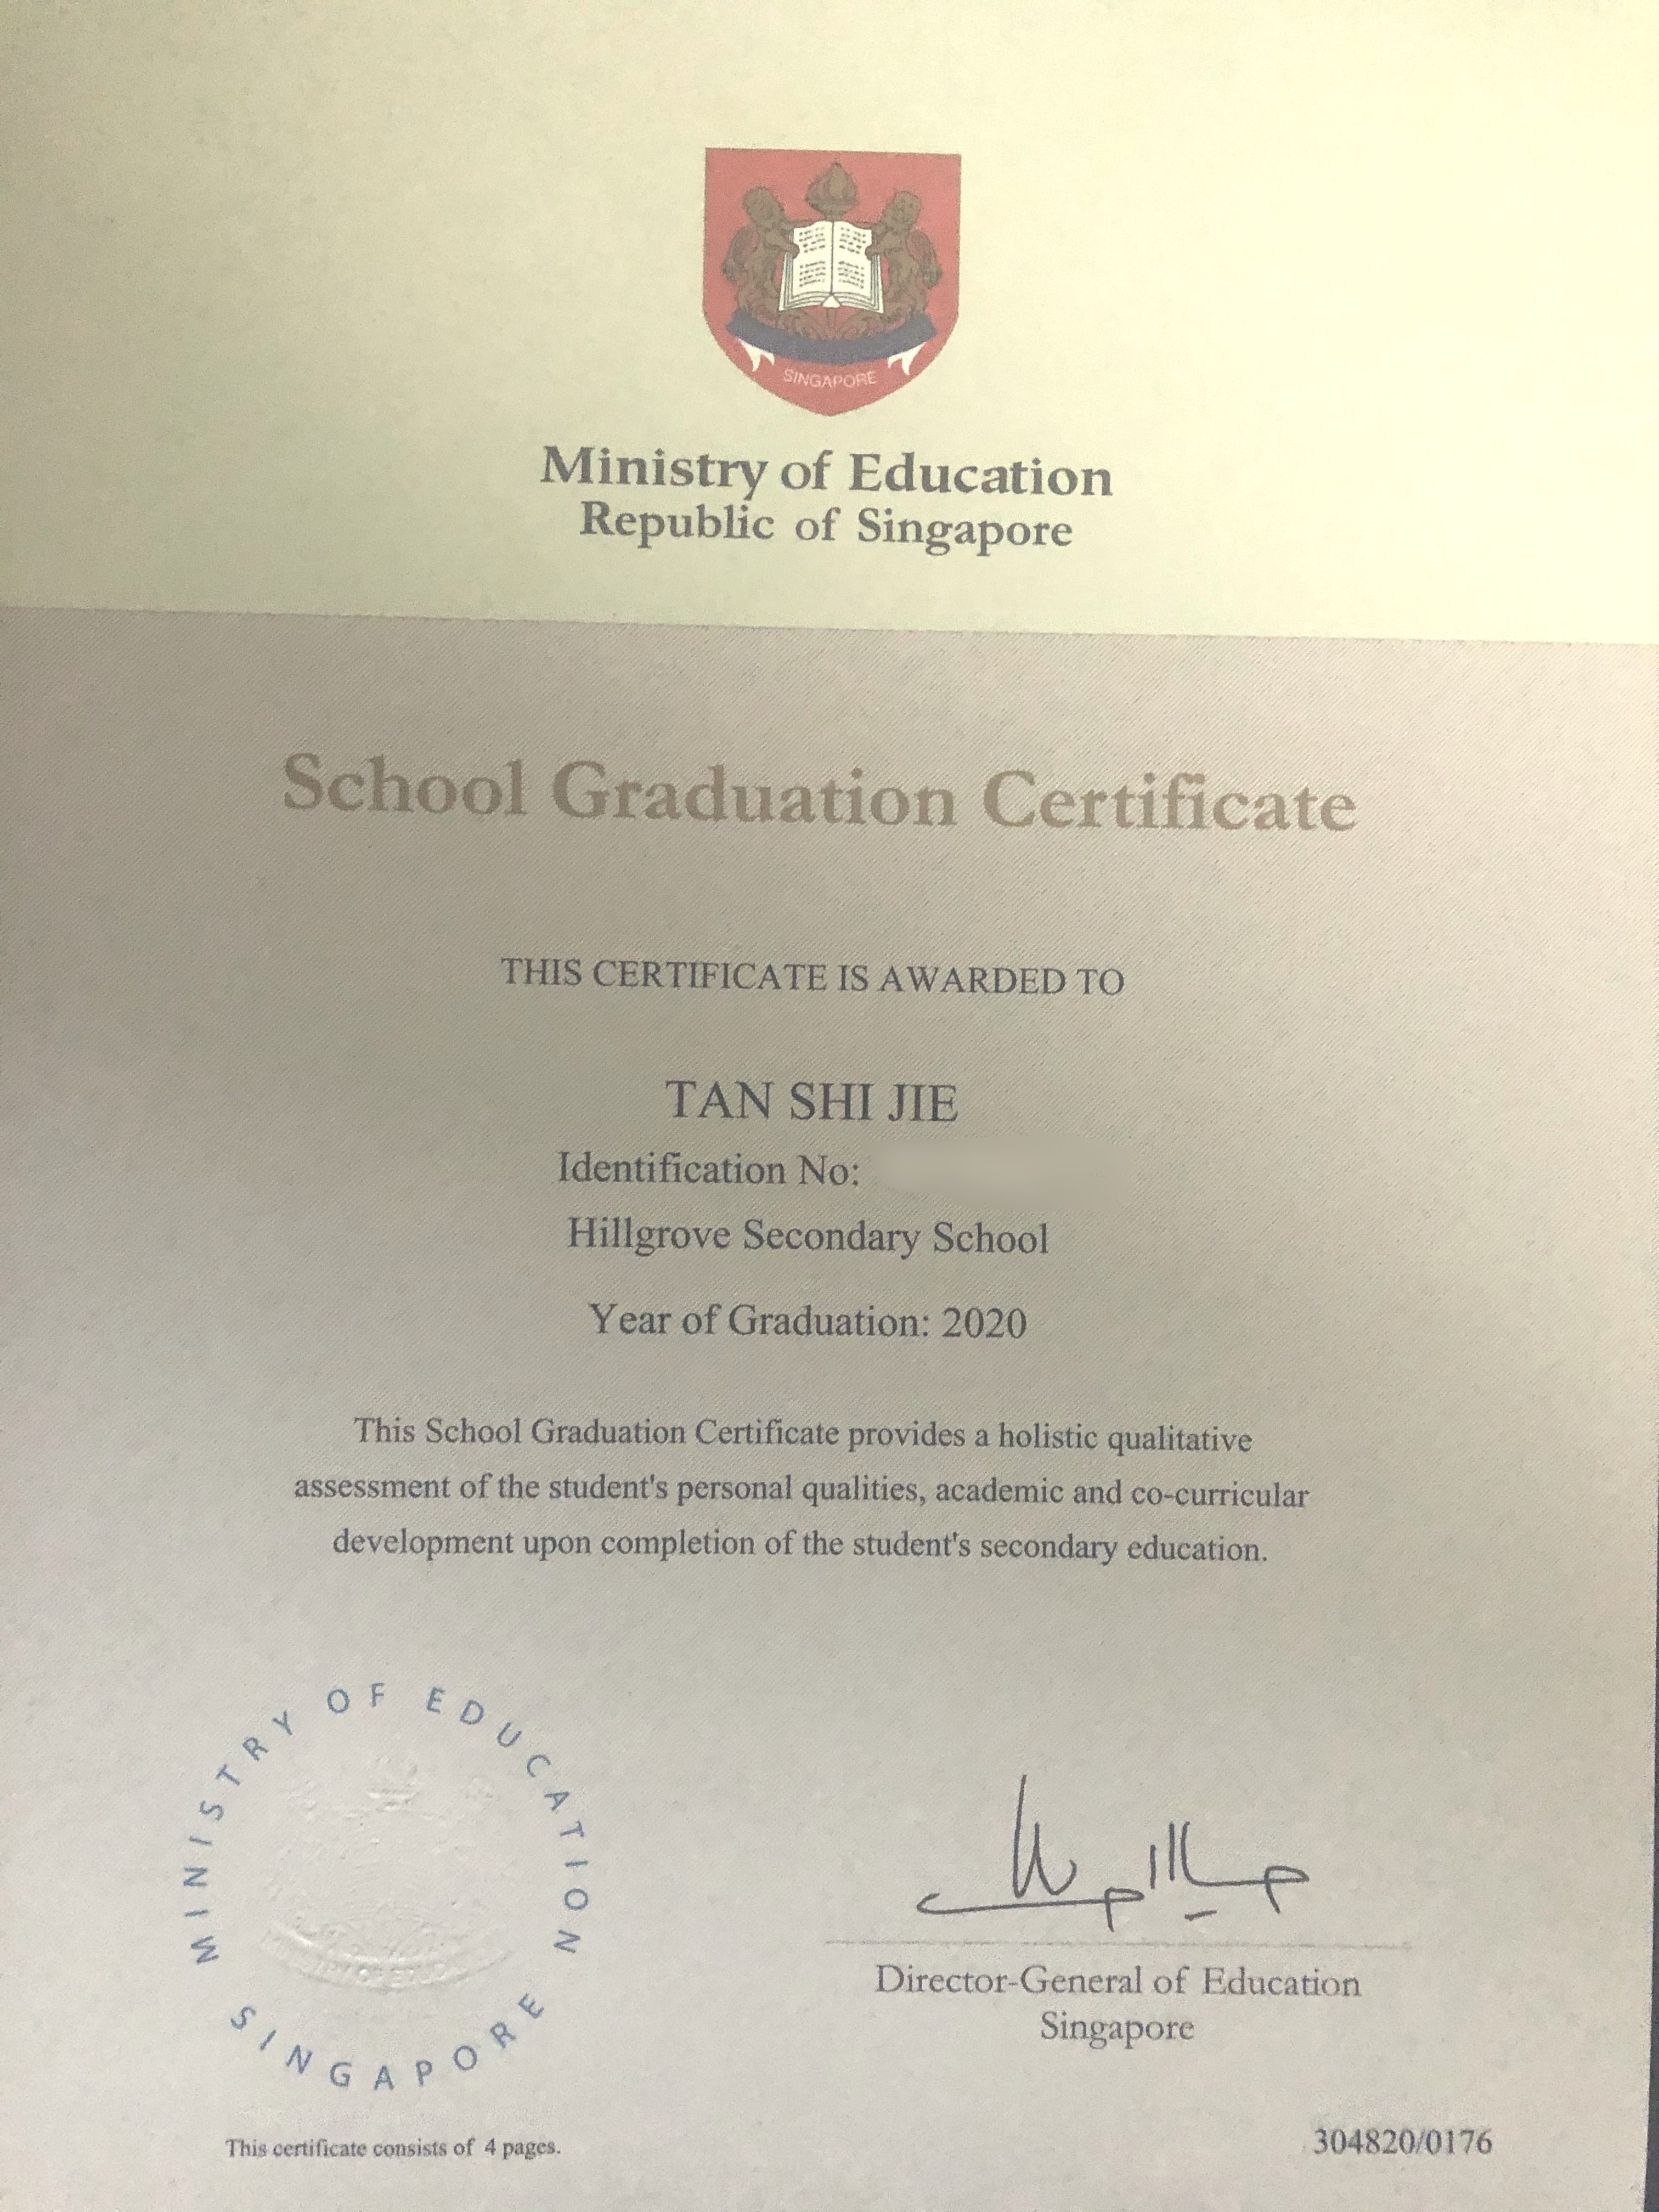 SINGAPORE
Ministry of Education
Republic of Singapore
School Graduation Certificate
THIS CERTIFICATE IS AWARDED TO
TAN SHI JIE
Identification No:
Hillgrove Secondary School
Year of Graduation: 2020
This School Graduation Certificate provides a holistic qualitative
assessment of the student's personal qualities, academic and co-curricular
development upon completion of the student's secondary education.
MINISTRY OF EDUCATION
SINGAPORE
Director-General of Education
Singapore
This certificate consists of 4 pages.
304820/0176